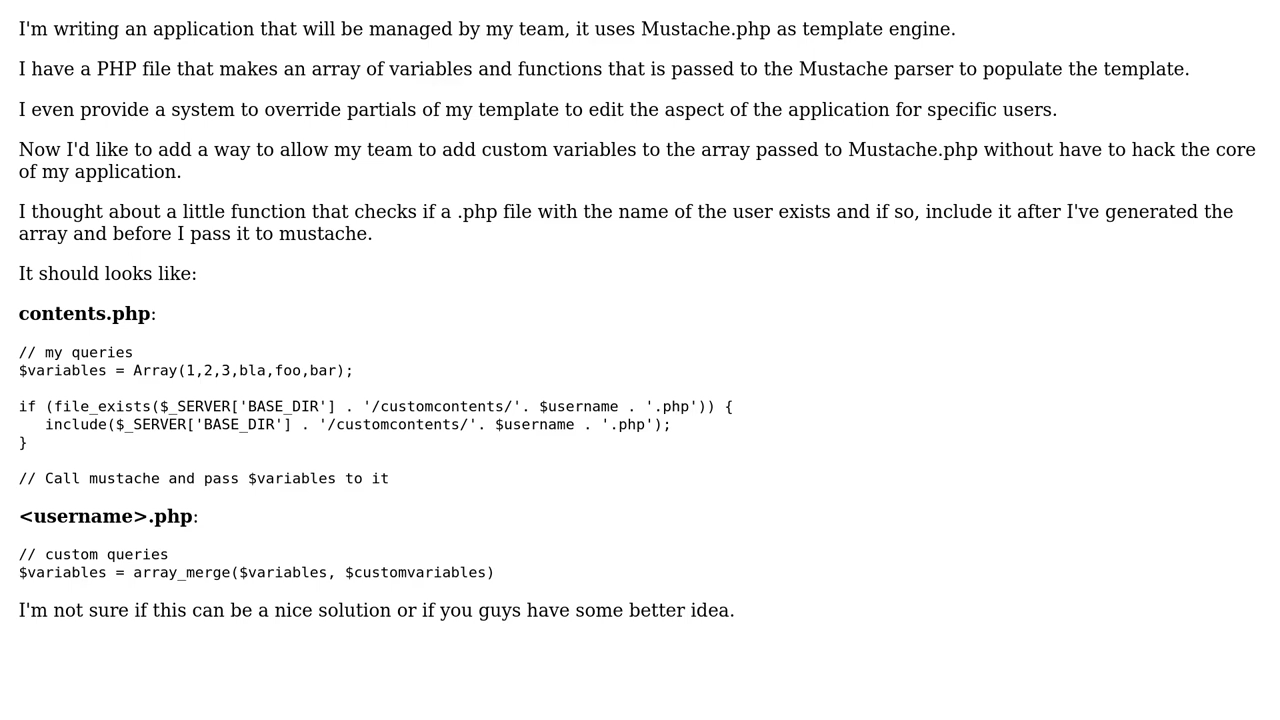 I'm writing an application that will be managed by my team, it uses Mustache.php as template engine.
I have a PHP file that makes an array of variables and functions that is passed to the Mustache parser to populate the template.
I even provide a system to override partials of my template to edit the aspect of the application for specific users.
Now I'd like to add a way to allow my team to add custom variables to the array passed to Mustache.php without have to hack the core
of my application.
I thought about a little function that checks if a .php file with the name of the user exists and if so, include it after I've generated the
array and before I pass it to mustache.
It should looks like:
contents.php:
// my queries
$variables = Array(1,2,3,bla,foo,bar);
if (file_exists($_SERVER['BASE_DIR'] . '/customcontents/'. $username . '.php')) {
   include($_SERVER['BASE_DIR'] . '/customcontents/'. $username . '.php');
}
// Call mustache and pass $variables to it
<username>.php:
// custom queries
$variables = array_merge($variables, $customvariables)
I'm not sure if this can be a nice solution or if you guys have some better idea.